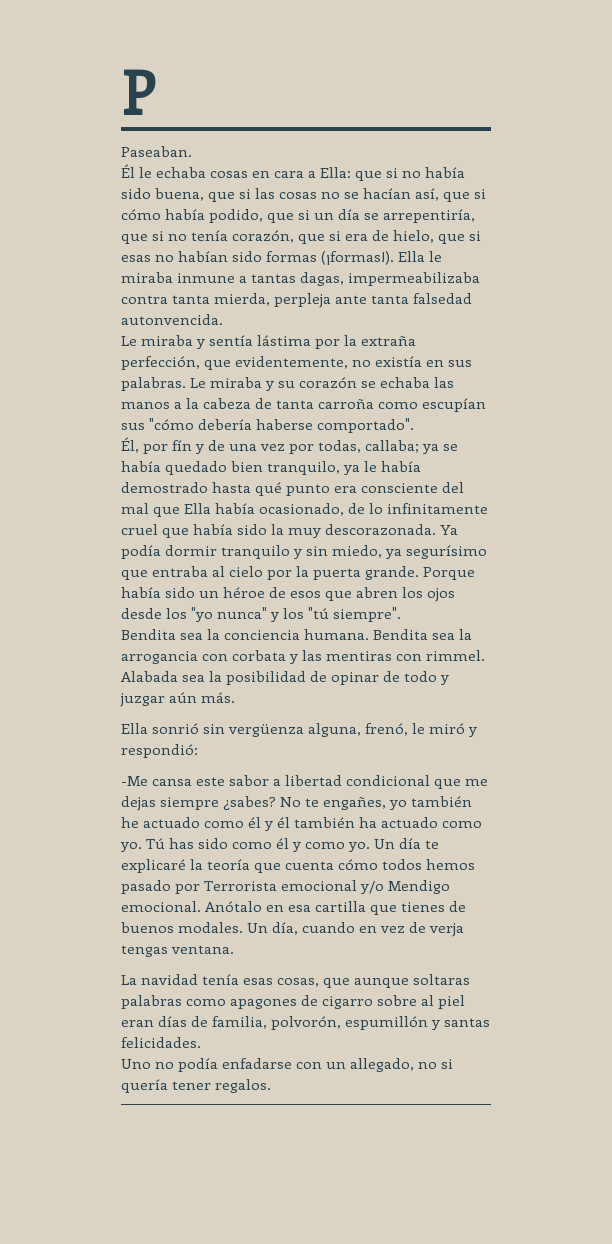 P
Paseaban.
Él le echaba cosas en cara a Ella: que si no había
sido buena, que si las cosas no se hacían así, que si
cómo había podido, que si un día se arrepentiría,
que si no tenía corazón, que si era de hielo, que si
esas no habían sido formas (¡formas!). Ella le
miraba inmune a tantas dagas, impermeabilizaba
contra tanta mierda, perpleja ante tanta falsedad
autonvencida.
Le miraba y sentía lástima por la extraña
perfección, que evidentemente, no existía en sus
palabras. Le miraba y su corazón se echaba las
manos a la cabeza de tanta carroña como escupían
sus "cómo debería haberse comportado".
Él, por fín y de una vez por todas, callaba; ya se
había quedado bien tranquilo, ya le había
demostrado hasta qué punto era consciente del
mal que Ella había ocasionado, de lo infinitamente
cruel que había sido la muy descorazonada. Ya
podía dormir tranquilo y sin miedo, ya segurísimo
que entraba al cielo por la puerta grande. Porque
había sido un héroe de esos que abren los ojos
desde los "yo nunca" y los "tú siempre".
Bendita sea la conciencia humana. Bendita sea la
arrogancia con corbata y las mentiras con rimmel.
Alabada sea la posibilidad de opinar de todo y
juzgar aún más.
Ella sonrió sin vergüenza alguna, frenó, le miró y
respondió:
-Me cansa este sabor a libertad condicional que me
dejas siempre ¿sabes? No te engañes, yo también
he actuado como él y él también ha actuado como
yo. Tú has sido como él y como yo. Un día te
explicaré la teoría que cuenta cómo todos hemos
pasado por Terrorista emocional y/o Mendigo
emocional. Anótalo en esa cartilla que tienes de
buenos modales. Un día, cuando en vez de verja
tengas ventana.
La navidad tenía esas cosas, que aunque soltaras
palabras como apagones de cigarro sobre al piel
eran días de familia, polvorón, espumillón y santas
felicidades.
Uno no podía enfadarse con un allegado, no si
quería tener regalos.